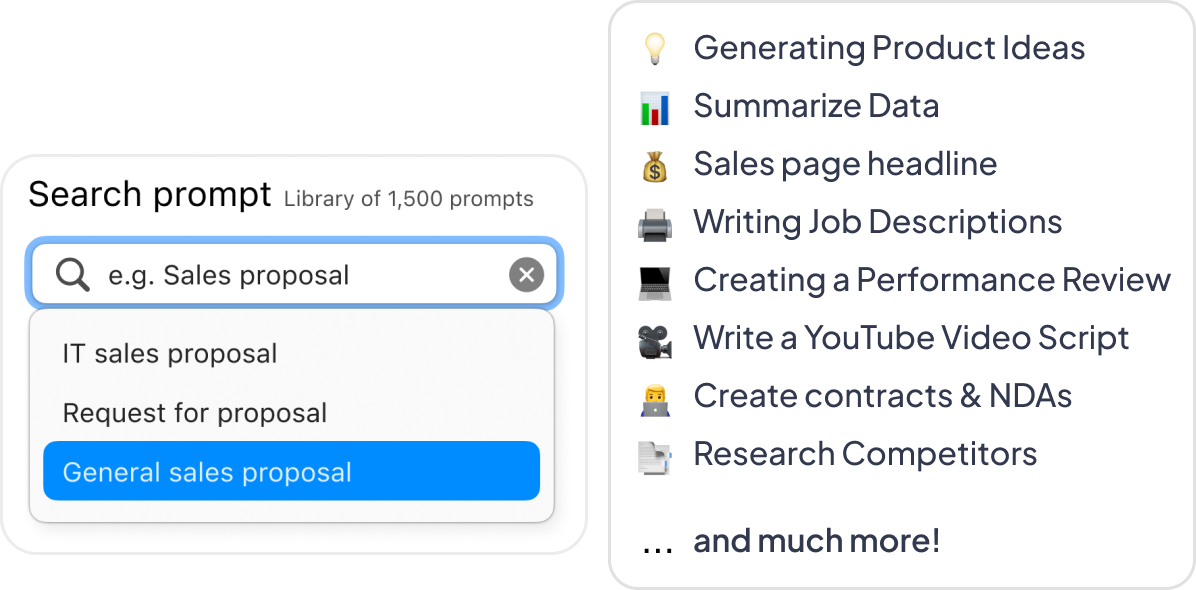 Search prompt Library of 1,500 prompts
e.g. Sales proposal
IT sales proposal
Request for proposal
General sales proposal
Generating Product Ideas
Summarize Data
Sales page headline
Writing Job Descriptions
Creating a Performance Review
Write a YouTube Video Script
Create contracts & NDAs
Research Competitors
... and much more!